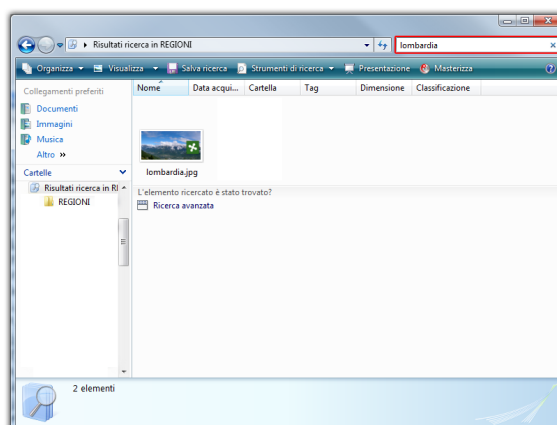 Risultati ricerca in REGIONI
lombardia
Organizza
Visualizza
Salva ricerca
Strumenti di ricerca
Presentazione
Masterizza
Collegamenti preferiti
Documenti
Immagini
Musica
Altro »
Cartelle
Risultati ricerca in RI
REGIONI
Nome
Data acqui...
Cartella
Tag
Dimensione
Classificazione
lombardia.jpg
L'elemento ricercato è stato trovato?
Ricerca avanzata
2 elementi